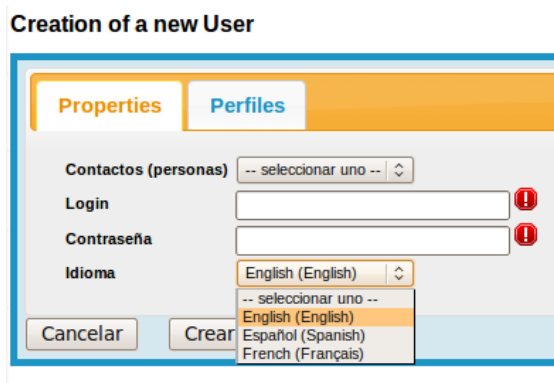 Creation of a new User
Properties Perfiles
Contactos (personas) -- seleccionar uno --
Login
Contraseña
Idioma English (English)
-- seleccionar uno --
English (English)
Español (Spanish)
French (Français)
Cancelar Crear